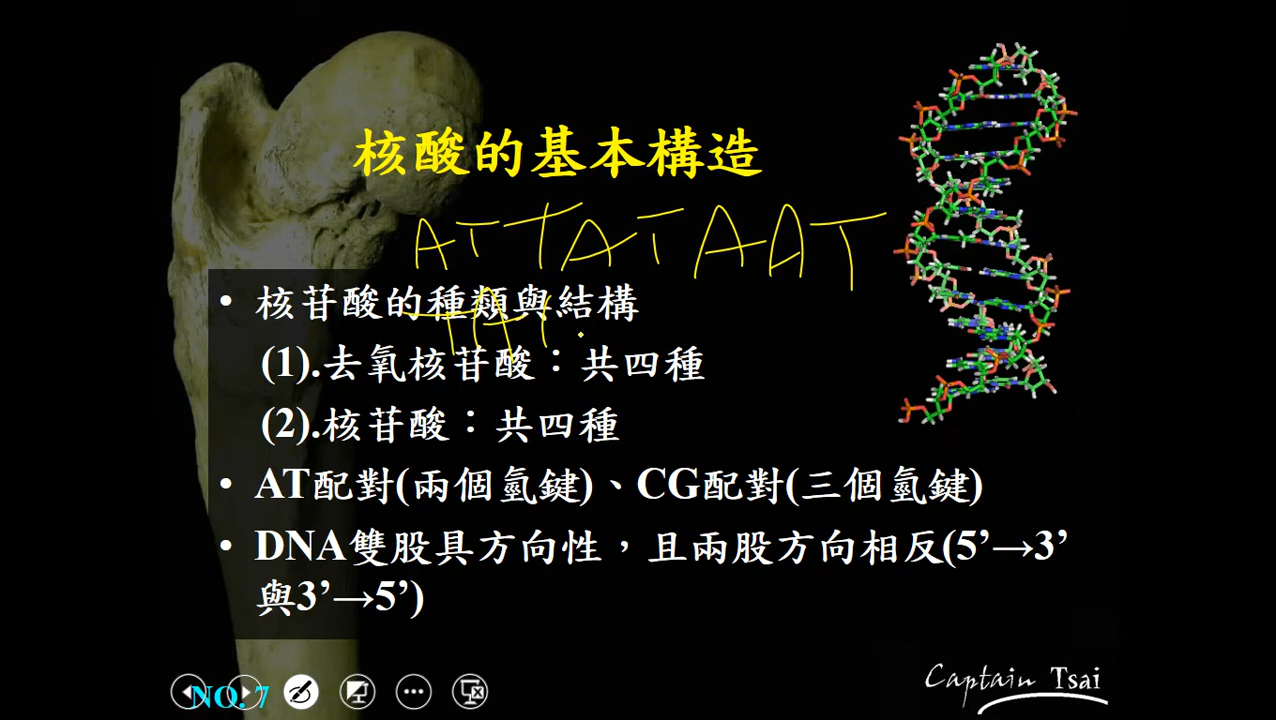 核酸的基本構造
ATTATAAT
• 核苷酸的種類與結構
TA
(1).去氧核苷酸：共四種
(2).核苷酸：共四種
• AT配對(兩個氫鍵)、CG配對(三個氫鍵)
• DNA雙股具方向性，且兩股方向相反(5’→3’
與3’→5’)
NO. 7
Captain Tsai